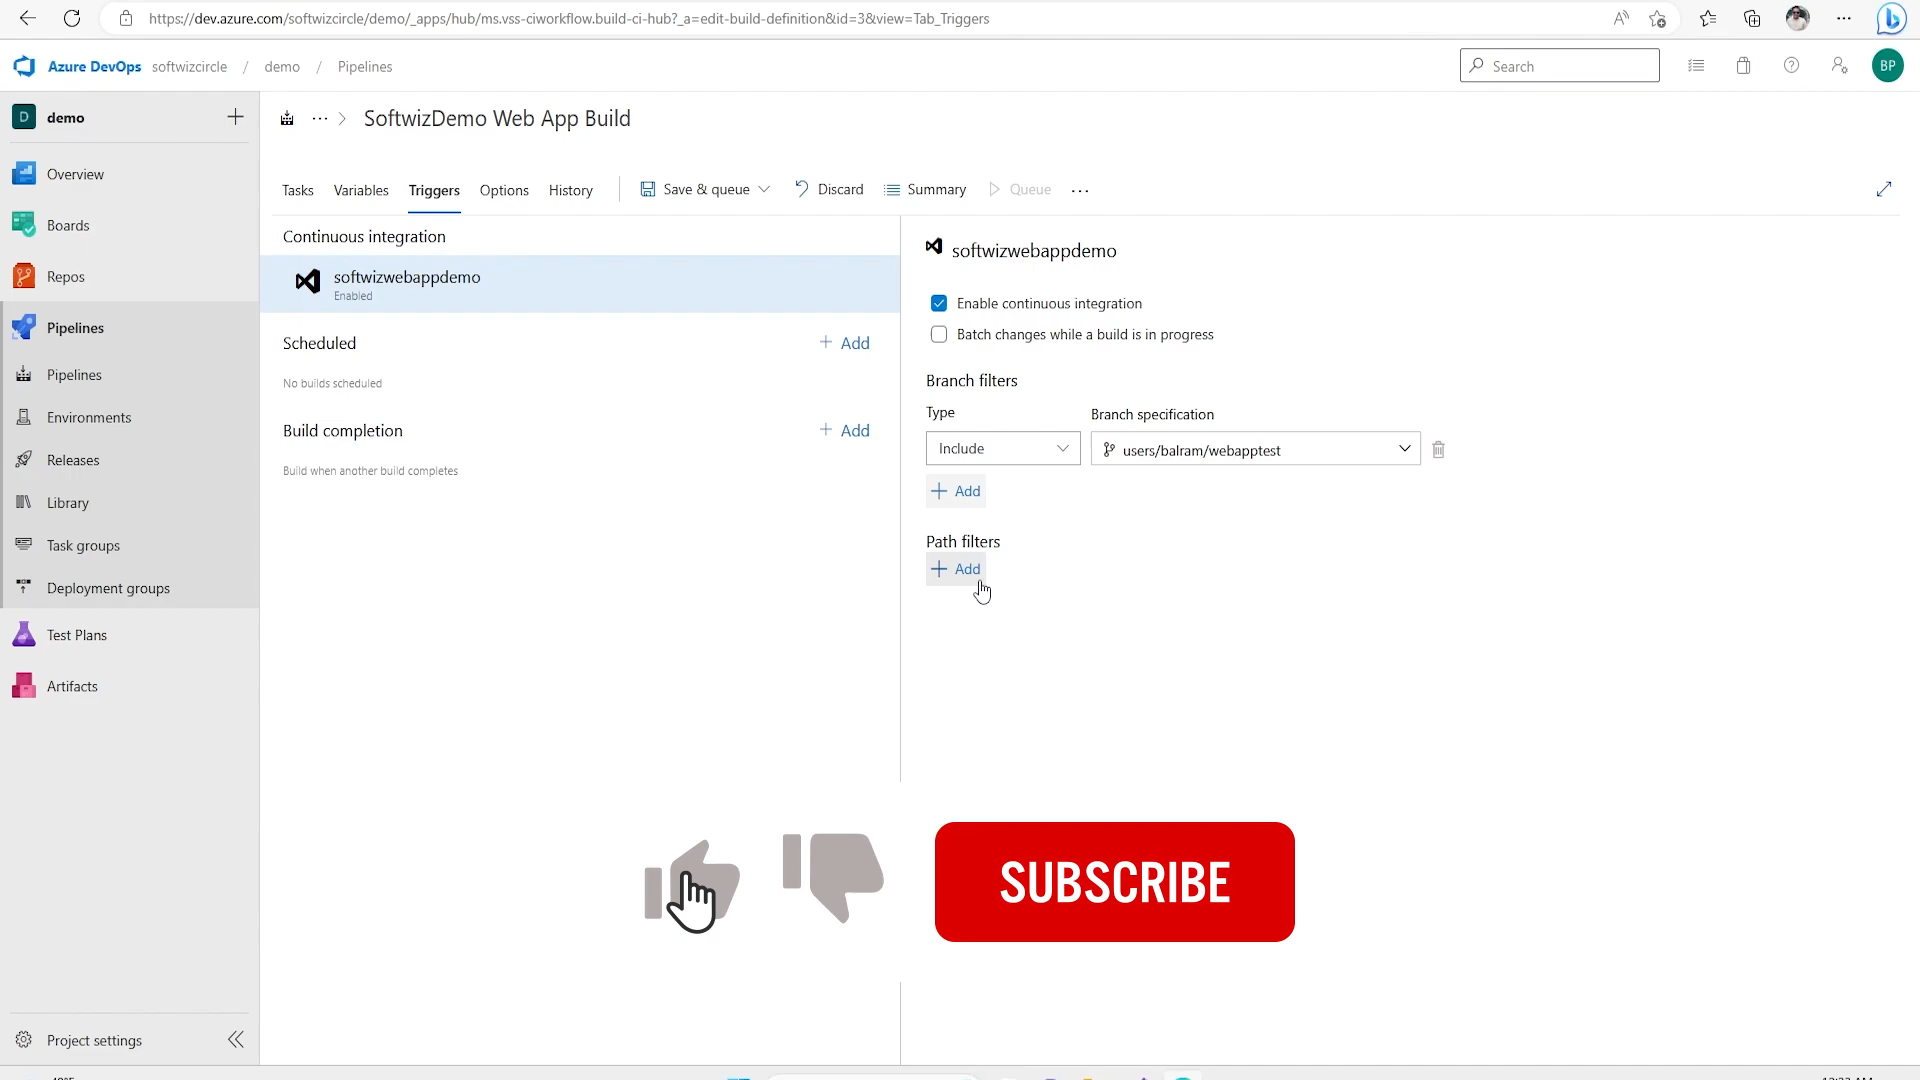 https://dev.azure.com/softwizcircle/demo/_apps/hub/ms.vss-ciworkflow.build-ci-hub?_a=edit-build-definition&id=3&view=Tab_Triggers
Azure DevOps softwizcircle / demo / Pipelines
Search
BP
D demo
SoftwizDemo Web App Build
Overview
Boards
Repos
Pipelines
Pipelines
Environments
Releases
Library
Task groups
Deployment groups
Test Plans
Artifacts
Project settings
Tasks Variables Triggers Options History Save & queue Discard Summary Queue
Continuous integration
softwizwebappdemo
Enabled
Scheduled + Add
No builds scheduled
Build completion + Add
Build when another build completes
softwizwebappdemo
Enable continuous integration
Batch changes while a build is in progress
Branch filters
Type Branch specification
Include users/balram/webapptest
+ Add
Path filters
+ Add
SUBSCRIBE